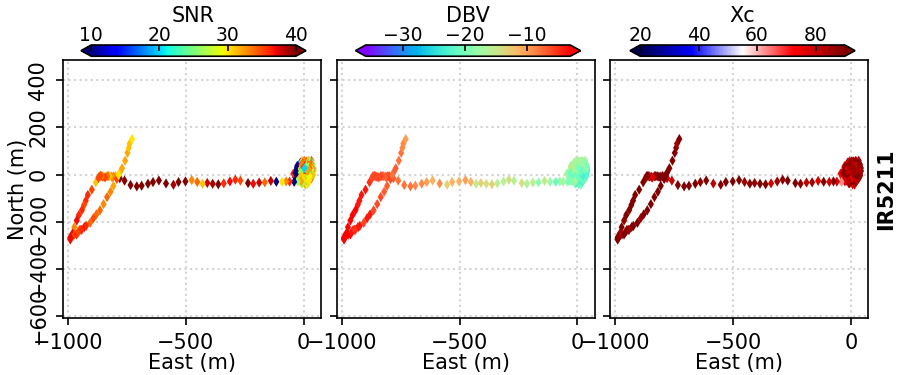 SNR DBV Xc
10 20 30 40 −30 −20 −10 20 40 60 80
400
200
0
−200
−400
−600
North (m)
IR5211
−1000 −500 0 −1000 −500 0 −1000 −500 0
East (m) East (m) East (m)